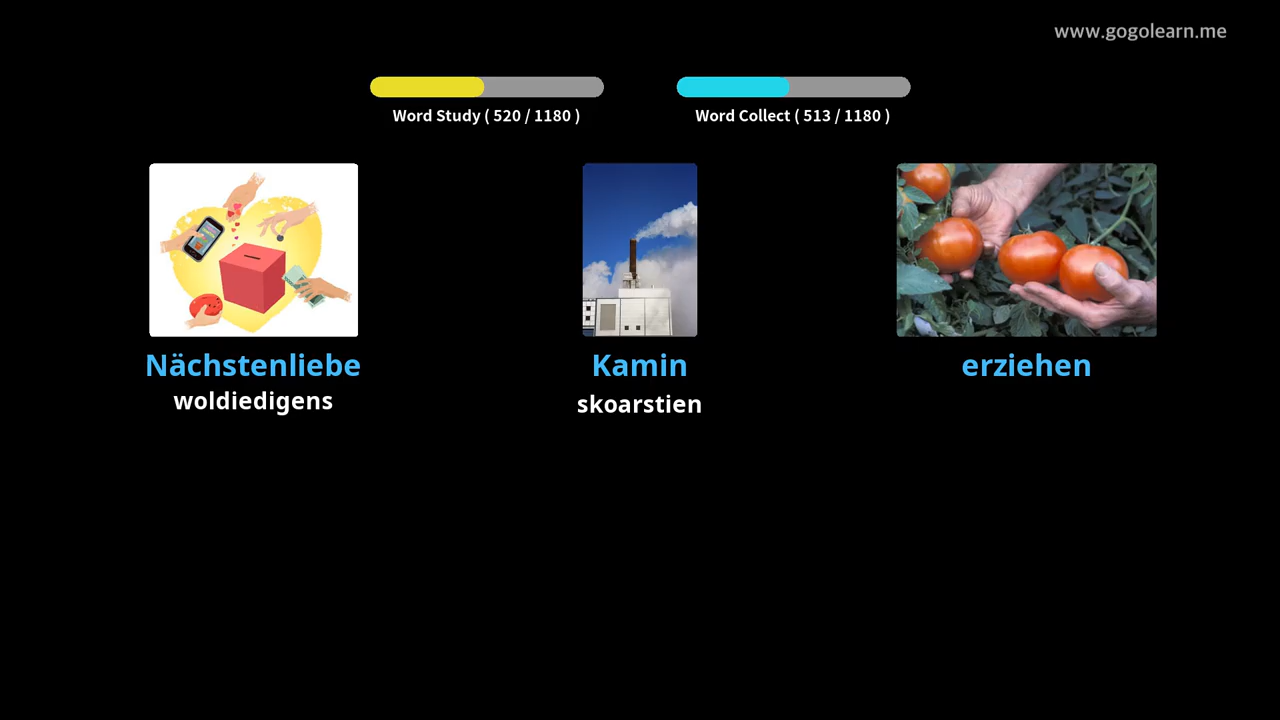 www.gogolearn.me
Word Study ( 520 / 1180 )
Word Collect ( 513 / 1180 )
Nächstenliebe
woldiedigens
Kamin
skoarstien
erziehen